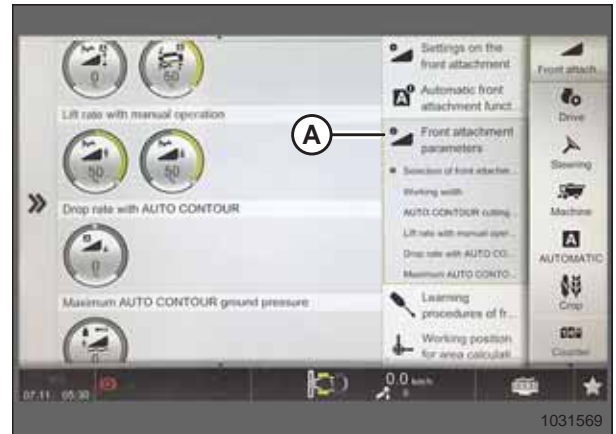 0
50
Lift rate with manual operation
50
50
Drop rate with AUTO CONTOUR
0
Maximum AUTO CONTOUR ground pressure
Settings on the
front attachment
Automatic front
attachment funct...
A
Front attachment
parameters
Selection of front attachm...
Working width
AUTO CONTOUR cutting...
Lift rate with manual oper...
Drop rate with AUTO CO...
Maximum AUTO CONTO...
Learning
procedures of fr...
Working position
for area calculati...
Front attach...
Drive
Steering
Machine
A
AUTOMATIC
Crop
Counter
07.11 05:30
0.0 km/h
1031569